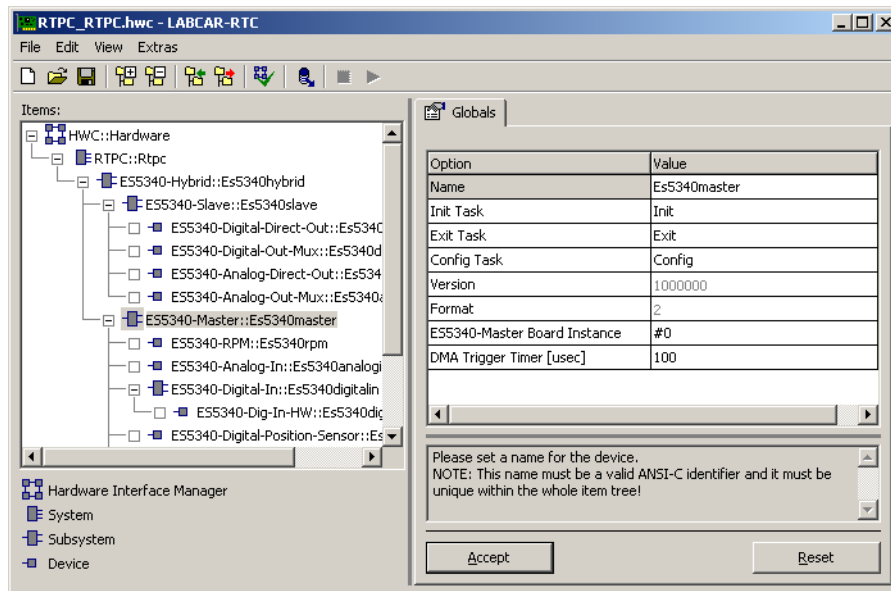 RTPC_RTPC.hwc - LABCAR-RTC
File Edit View Extras
Items:
HWC::Hardware
RTPC::Rtpc
ES5340-Hybrid::Es5340hybrid
ES5340-Slave::Es5340slave
ES5340-Digital-Direct-Out::Es534
ES5340-Digital-Out-Mux::Es5340d
ES5340-Analog-Direct-Out::Es534
ES5340-Analog-Out-Mux::Es5340
ES5340-Master::Es5340master
ES5340-RPM::Es5340rpm
ES5340-Analog-In::Es5340analogi
ES5340-Digital-In::Es5340digitalin
ES5340-Dig-In-HW::Es5340dig
ES5340-Digital-Position-Sensor::Es
Hardware Interface Manager
System
Subsystem
Device
Globals
Option Value
Name Es5340master
Init Task Init
Exit Task Exit
Config Task Config
Version 1000000
Format 2
ES5340-Master Board Instance #0
DMA Trigger Timer [usec] 100
Please set a name for the device.
NOTE: This name must be a valid ANSI-C identifier and it must be
unique within the whole item tree!
Accept Reset